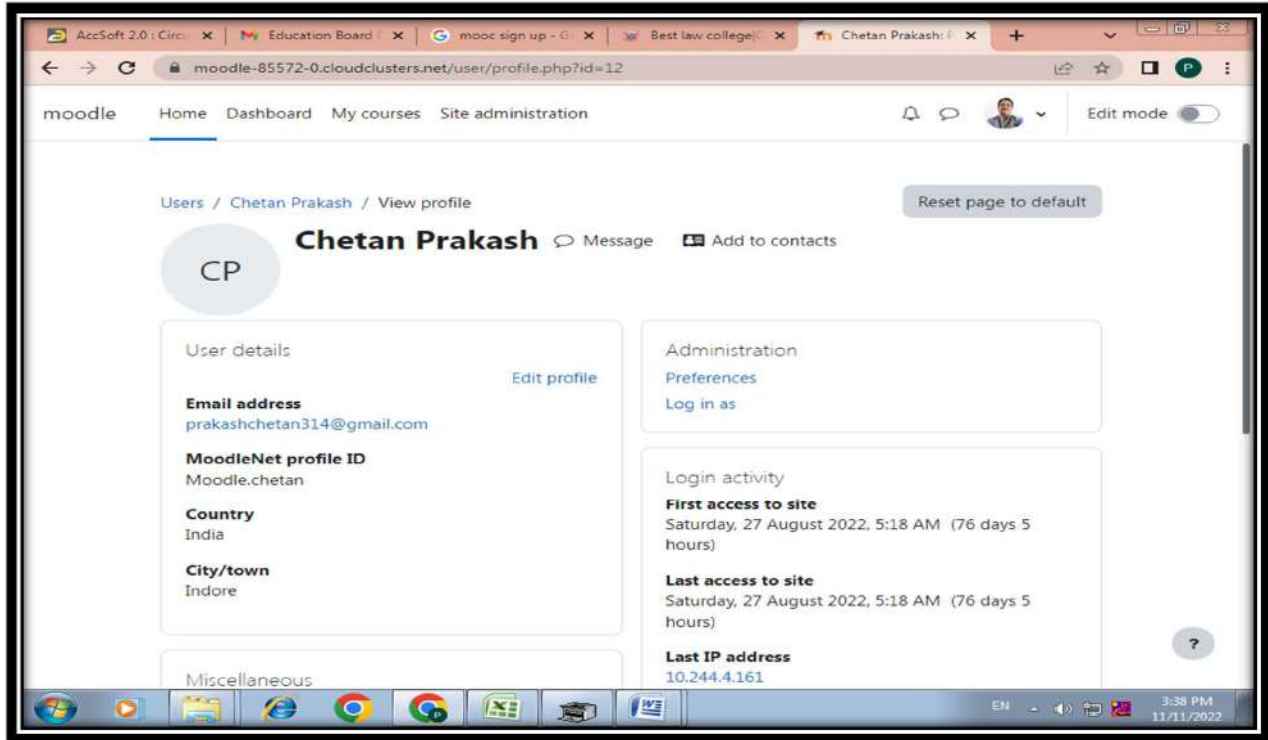 AccSoft 2.0 : Circu
Education Board
mooc sign up - G
Best law college|
Chetan Prakash: P
moodle-85572-0.cloudclusters.net/user/profile.php?id=12
P
moodle Home Dashboard My courses Site administration
Edit mode
Users / Chetan Prakash / View profile
Reset page to default
CP
Chetan Prakash Message Add to contacts
User details
Edit profile
Email address
prakashchetan314@gmail.com
MoodleNet profile ID
Moodle.chetan
Country
India
City/town
Indore
Miscellaneous
Administration
Preferences
Log in as
Login activity
First access to site
Saturday, 27 August 2022, 5:18 AM (76 days 5
hours)
Last access to site
Saturday, 27 August 2022, 5:18 AM (76 days 5
hours)
Last IP address
10.244.4.161
?
EN
3:38 PM
11/11/2022